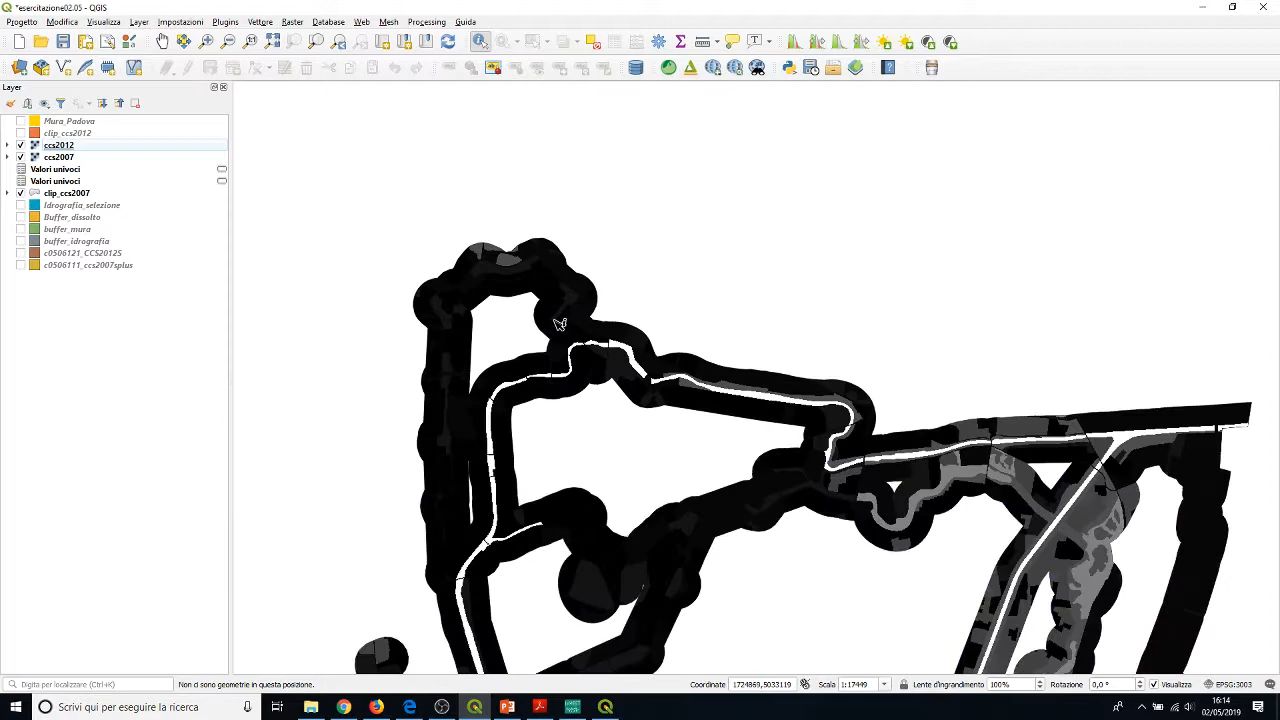 *esercitazione02.05 - QGIS
Progetto Modifica Visualizza Layer Impostazioni Plugins Vettore Raster Database Web Mesh Processing Guida
Layer
Mura_Padova
clip_ccs2012
ccs2012
ccs2007
Valori univoci
Valori univoci
clip_ccs2007
Idrografia_selezione
Buffer_dissolto
buffer_mura
buffer_idrografia
c0506121_CCS2012S
c0506111_ccs2007splus
Digita per localizzare (Ctrl+K) Non ci sono geometrie in questa posizione. Coordinate 1724869,5033119 Scala 1:17449 Lente d'ingrandimento 100% Rotazione 0,0 ° Visualizza EPSG:3003
Scrivi qui per eseguire la ricerca
16:14
02/05/2019